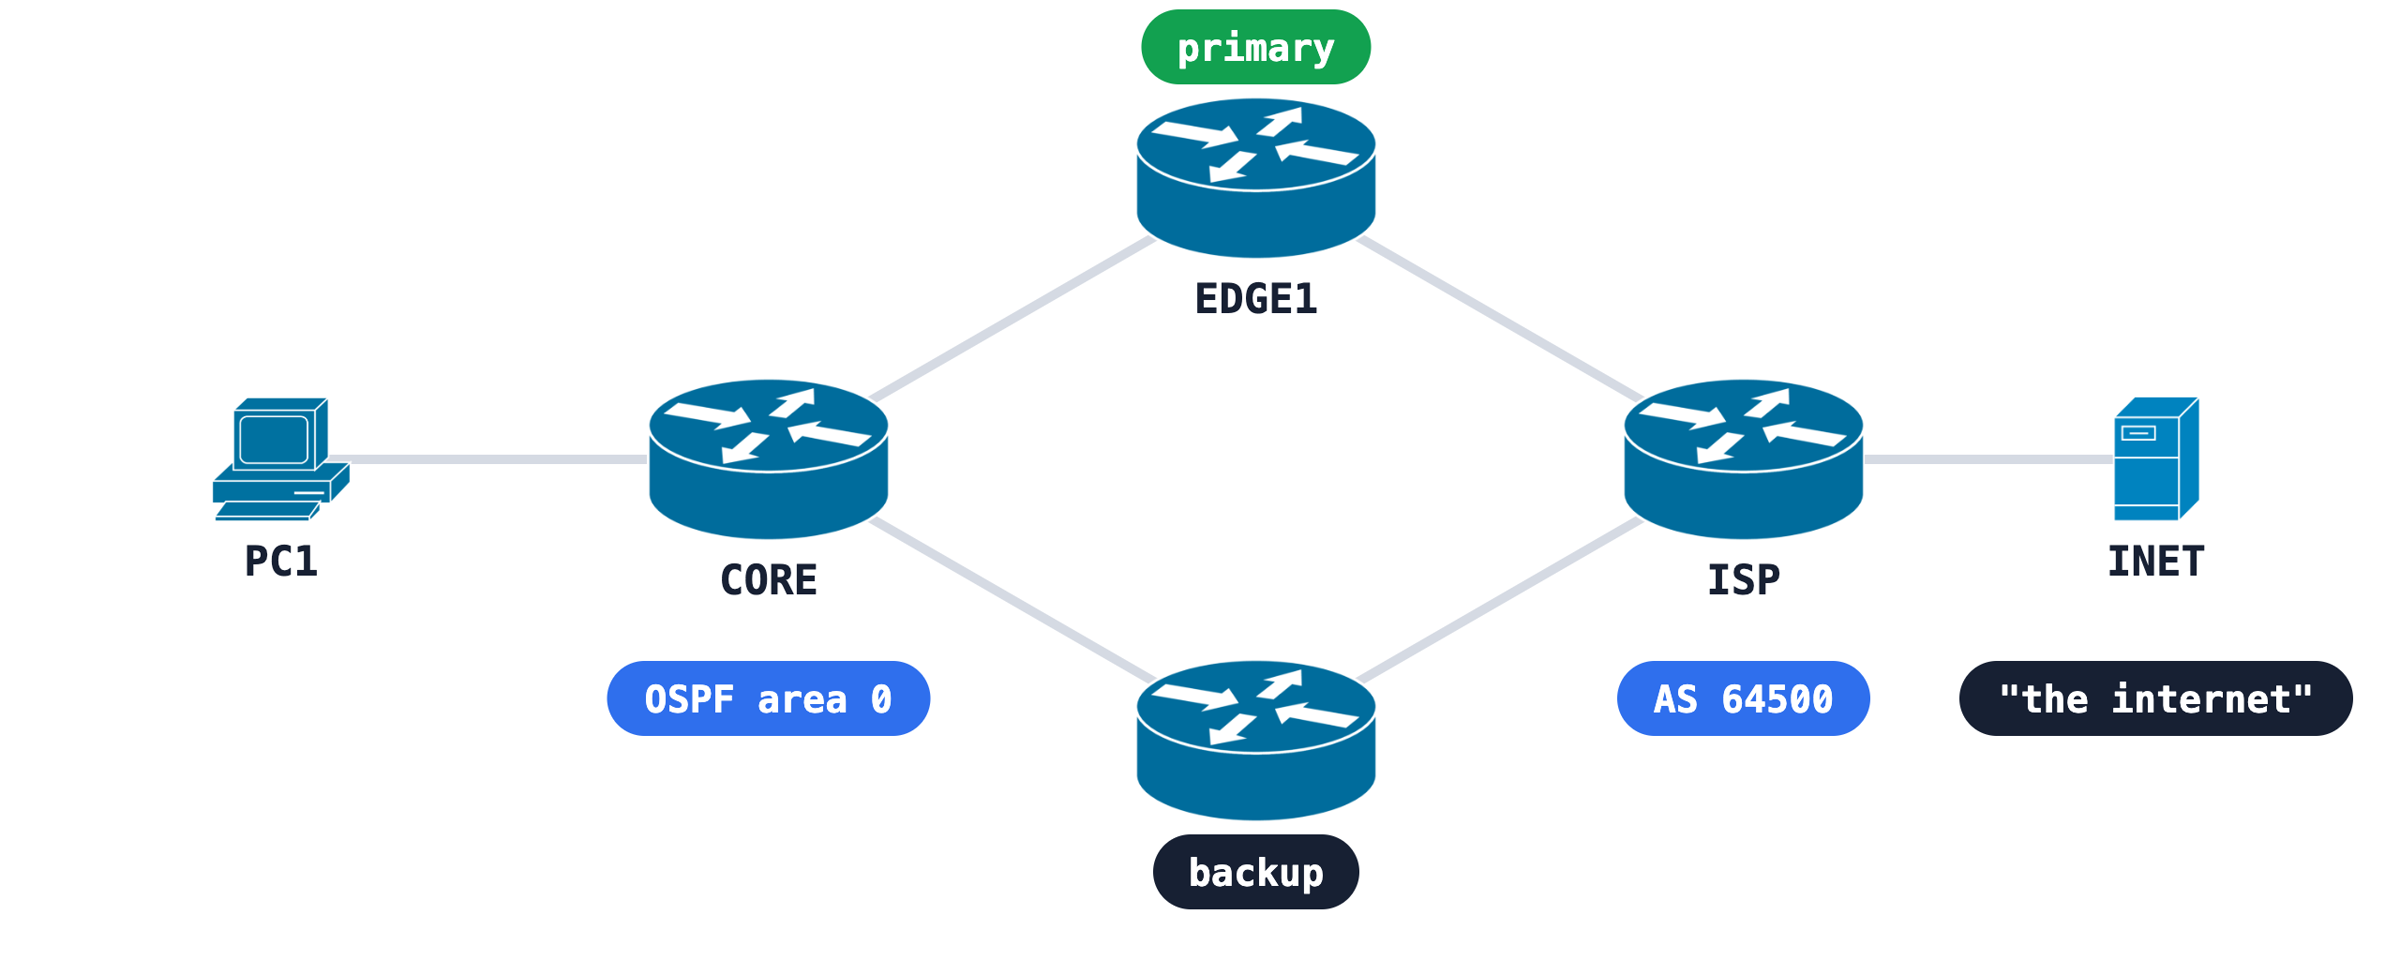 primary
EDGE1
PC1
CORE
ISP
INET
OSPF area 0
AS 64500
"the internet"
backup